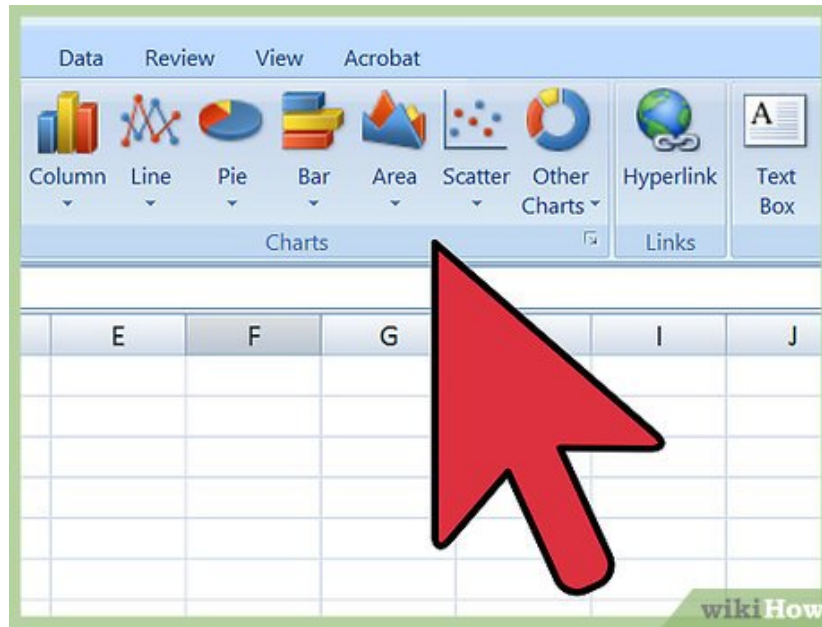 Data Review View Acrobat
Column Line Pie Bar Area Scatter Other Charts Hyperlink A Text Box
Charts Links
E F G I J
wikiHow